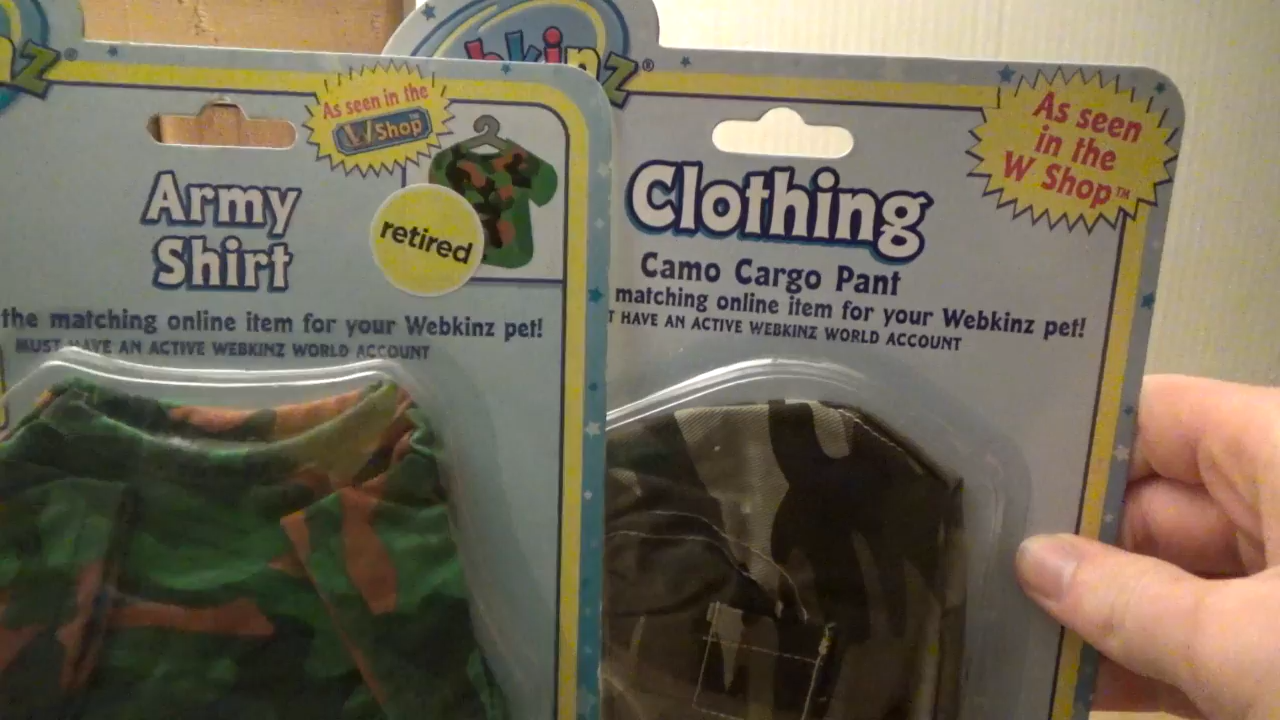 As seen in the
W Shop™
Army
Shirt
retired
the matching online item for your Webkinz pet!
MUST HAVE AN ACTIVE WEBKINZ WORLD ACCOUNT
bkinz®
As seen
in the
W Shop™
Clothing
Camo Cargo Pant
matching online item for your Webkinz pet!
T HAVE AN ACTIVE WEBKINZ WORLD ACCOUNT